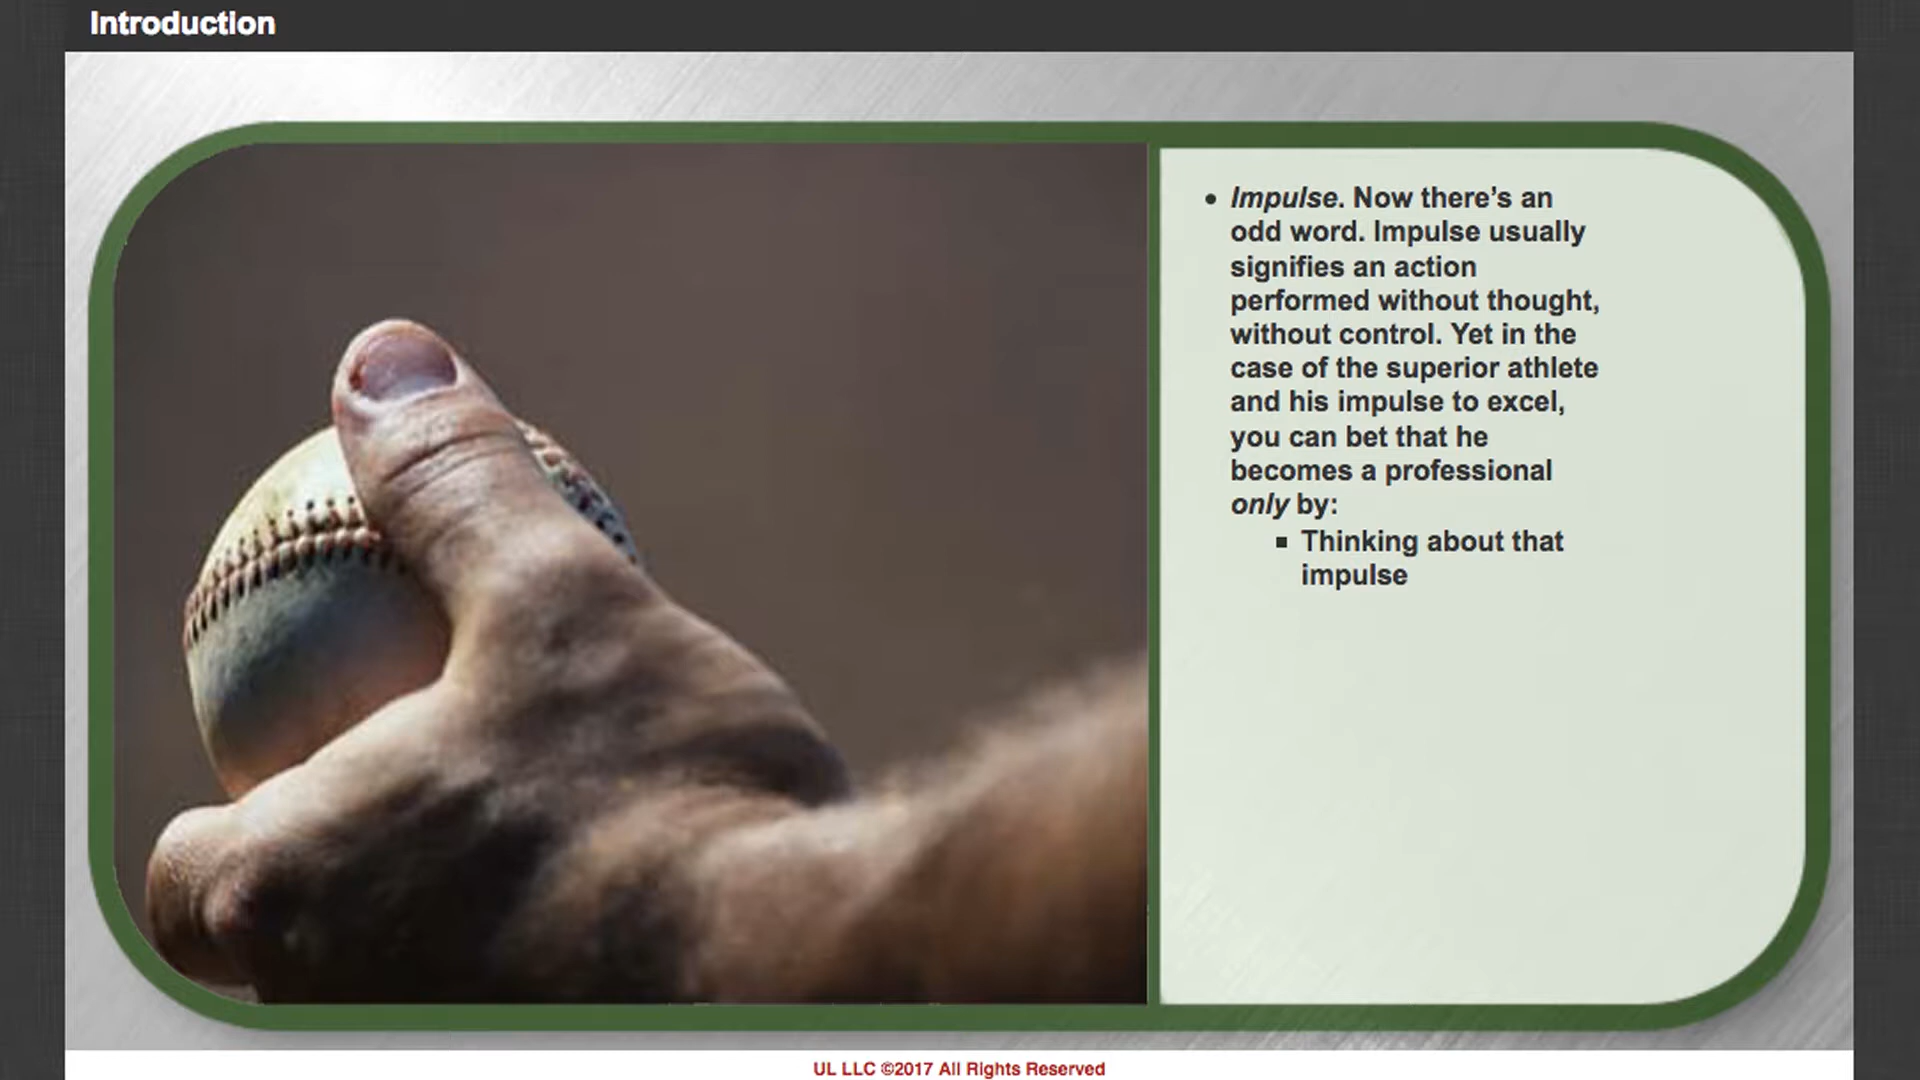 Introduction
• Impulse. Now there’s an
odd word. Impulse usually
signifies an action
performed without thought,
without control. Yet in the
case of the superior athlete
and his impulse to excel,
you can bet that he
becomes a professional
only by:
▪ Thinking about that
impulse
UL LLC ©2017 All Rights Reserved